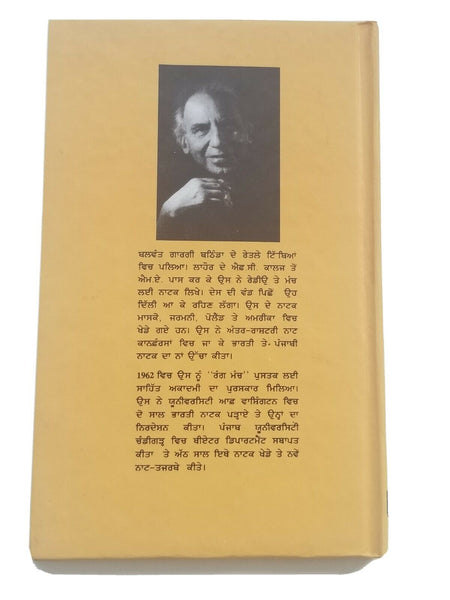 ਬਲਵੰਤ ਗਾਰਗੀ ਬਠਿੰਡਾ ਦੇ ਰੇਤਲੇ ਟਿੱਬਿਆਂ
ਵਿਚ ਪਲਿਆ। ਲਾਹੌਰ ਦੇ ਐਫ਼.ਸੀ. ਕਾਲਜ ਤੋਂ
ਐਮ.ਏ. ਪਾਸ ਕਰ ਕੇ ਉਸ ਨੇ ਰੇਡੀਉ ਤੇ ਮੰਚ
ਲਈ ਨਾਟਕ ਲਿਖੇ। ਦੇਸ ਦੀ ਵੰਡ ਪਿਛੋਂ ਉਹ
ਦਿੱਲੀ ਆ ਕੇ ਰਹਿਣ ਲੱਗਾ। ਉਸ ਦੇ ਨਾਟਕ
ਮਾਸਕੋ, ਜਰਮਨੀ, ਪੋਲੈਂਡ ਤੇ ਅਮਰੀਕਾ ਵਿਚ
ਖੇਡੇ ਗਏ ਹਨ। ਉਸ ਨੇ ਅੰਤਰ-ਰਾਸ਼ਟਰੀ ਨਾਟ
ਕਾਨਫ਼ਰੰਸਾਂ ਵਿਚ ਜਾ ਕੇ ਭਾਰਤੀ ਤੇ ਪੰਜਾਬੀ
ਨਾਟਕ ਦਾ ਨਾਂ ਉੱਚਾ ਕੀਤਾ।
1962 ਵਿਚ ਉਸ ਨੂੰ "ਰੰਗ ਮੰਚ" ਪੁਸਤਕ ਲਈ
ਸਾਹਿੱਤ ਅਕਾਦਮੀ ਦਾ ਪੁਰਸਕਾਰ ਮਿਲਿਆ।
ਉਸ ਨੇ ਯੂਨੀਵਰਸਿਟੀ ਆਫ਼ ਵਾਸ਼ਿੰਗਟਨ ਵਿਚ
ਦੋ ਸਾਲ ਭਾਰਤੀ ਨਾਟਕ ਪੜ੍ਹਾਏ ਤੇ ਉਨ੍ਹਾਂ ਦਾ
ਨਿਰਦੇਸ਼ਨ ਕੀਤਾ। ਪੰਜਾਬ ਯੂਨੀਵਰਸਿਟੀ
ਚੰਡੀਗੜ੍ਹ ਵਿਚ ਥੀਏਟਰ ਡਿਪਾਰਟਮੈਂਟ ਸਥਾਪਤ
ਕੀਤਾ ਤੇ ਅੱਠ ਸਾਲ ਇਥੇ ਨਾਟਕ ਖੇਡੇ ਤੇ ਨਵੇਂ
ਨਾਟ-ਤਜਰਬੇ ਕੀਤੇ।